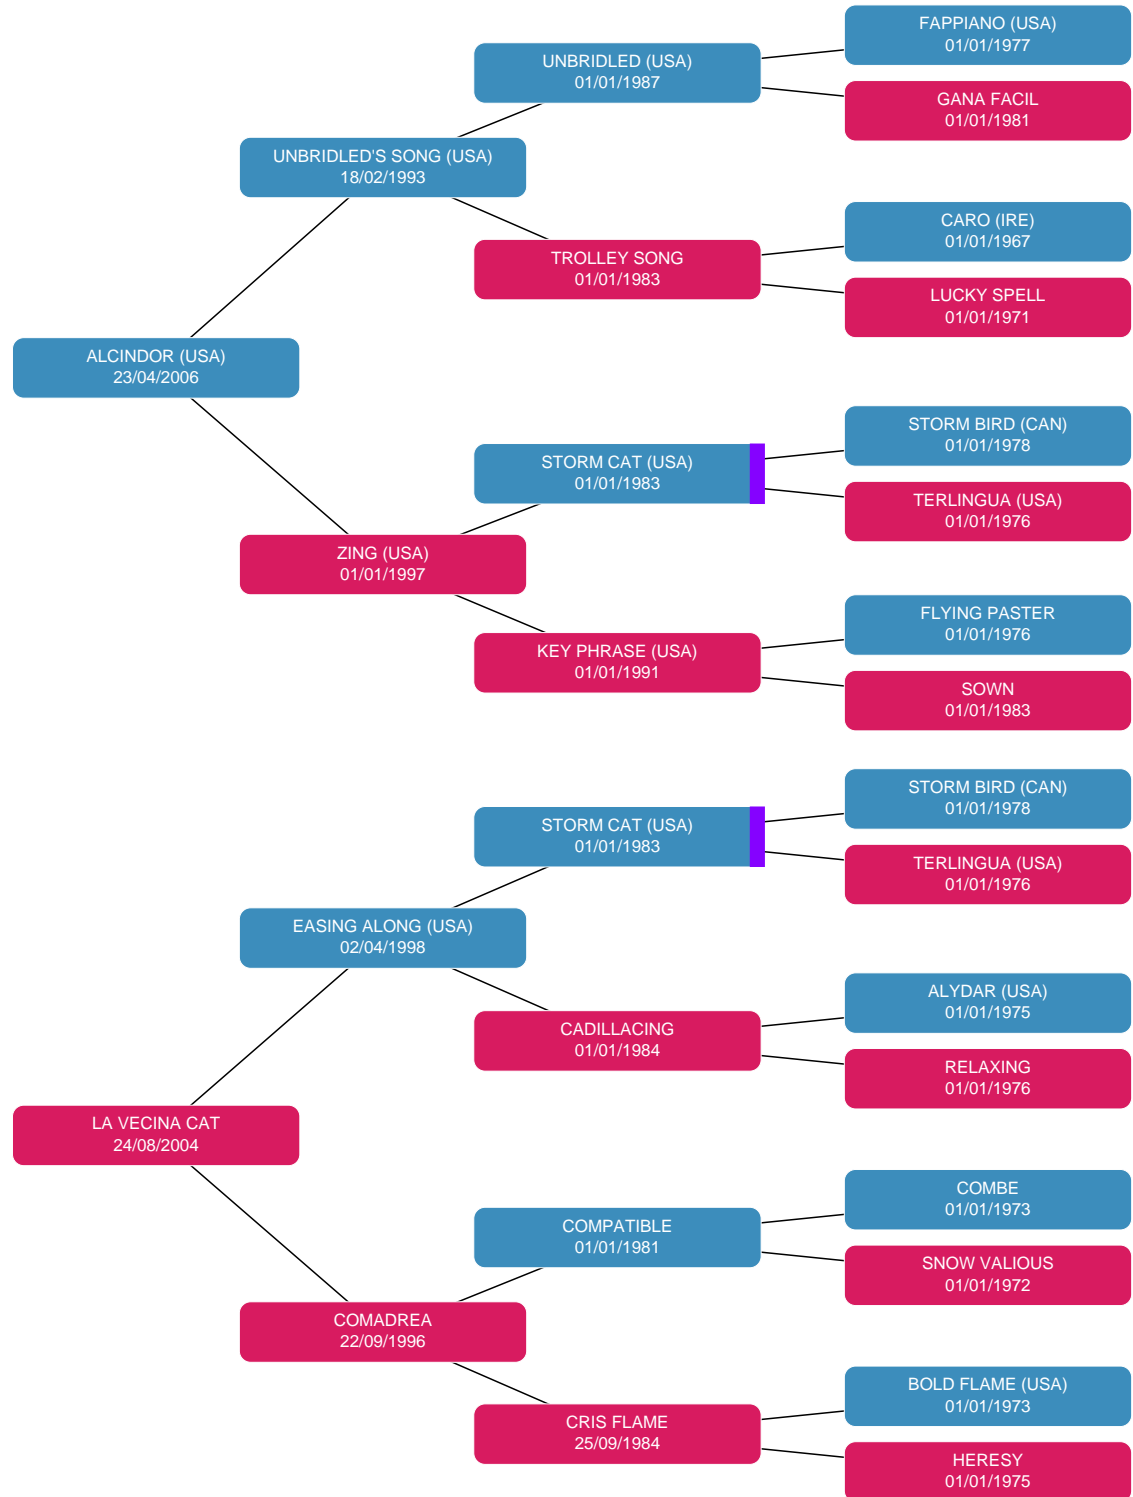 FAPPIANO (USA)
01/01/1977
UNBRIDLED (USA)
01/01/1987
GANA FACIL
01/01/1981
UNBRIDLED'S SONG (USA)
18/02/1993
CARO (IRE)
01/01/1967
TROLLEY SONG
01/01/1983
LUCKY SPELL
01/01/1971
ALCINDOR (USA)
23/04/2006
STORM BIRD (CAN)
01/01/1978
STORM CAT (USA)
01/01/1983
TERLINGUA (USA)
01/01/1976
ZING (USA)
01/01/1997
FLYING PASTER
01/01/1976
KEY PHRASE (USA)
01/01/1991
SOWN
01/01/1983
STORM BIRD (CAN)
01/01/1978
STORM CAT (USA)
01/01/1983
TERLINGUA (USA)
01/01/1976
EASING ALONG (USA)
02/04/1998
ALYDAR (USA)
01/01/1975
CADILLACING
01/01/1984
RELAXING
01/01/1976
LA VECINA CAT
24/08/2004
COMBE
01/01/1973
COMPATIBLE
01/01/1981
SNOW VALIOUS
01/01/1972
COMADREA
22/09/1996
BOLD FLAME (USA)
01/01/1973
CRIS FLAME
25/09/1984
HERESY
01/01/1975